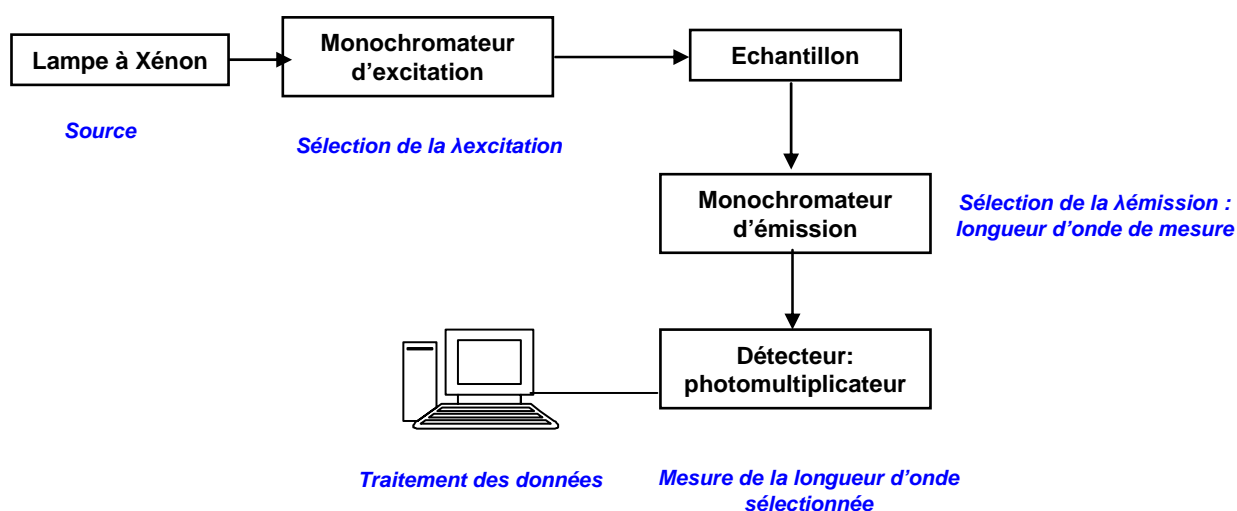 Lampe à Xénon
Source
Monochromateur
d'excitation
Sélection de la λexcitation
Echantillon
Monochromateur
d'émission
Sélection de la λémission :
longueur d'onde de mesure
Détecteur:
photomultiplicateur
Traitement des données
Mesure de la longueur d'onde
sélectionnée